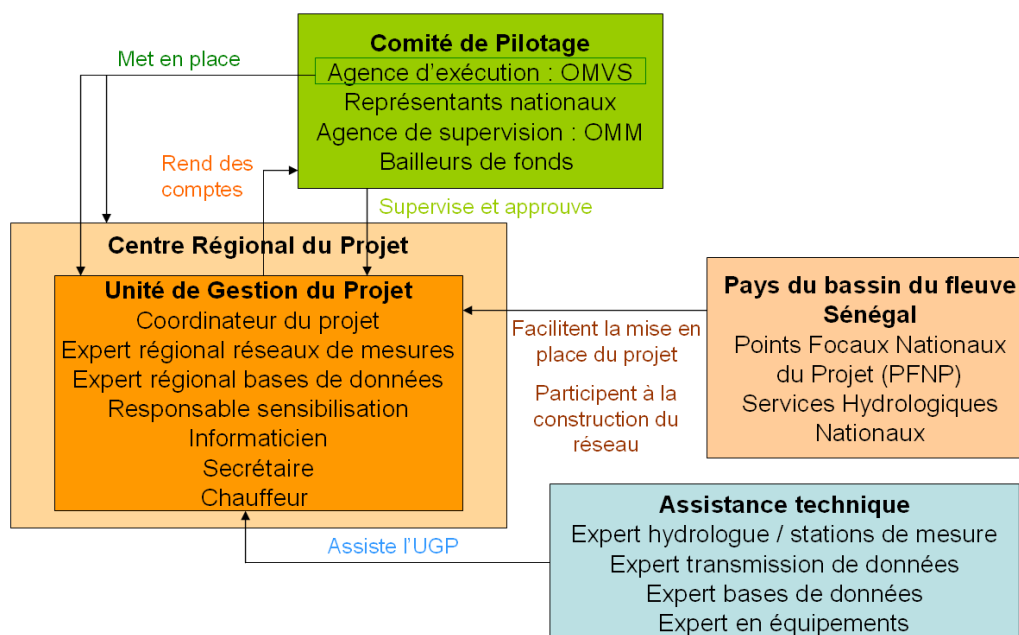 Comité de Pilotage
Agence d'exécution : OMVS
Représentants nationaux
Agence de supervision : OMM
Bailleurs de fonds
Met en place
Rend des
comptes
Supervise et approuve
Centre Régional du Projet
Unité de Gestion du Projet
Coordinateur du projet
Expert régional réseaux de mesures
Expert régional bases de données
Responsable sensibilisation
Informaticien
Secrétaire
Chauffeur
Facilitent la mise en
place du projet
Participent à la
construction du
réseau
Pays du bassin du fleuve
Sénégal
Points Focaux Nationaux
du Projet (PFNP)
Services Hydrologiques
Nationaux
Assiste l'UGP
Assistance technique
Expert hydrologue / stations de mesure
Expert transmission de données
Expert bases de données
Expert en équipements